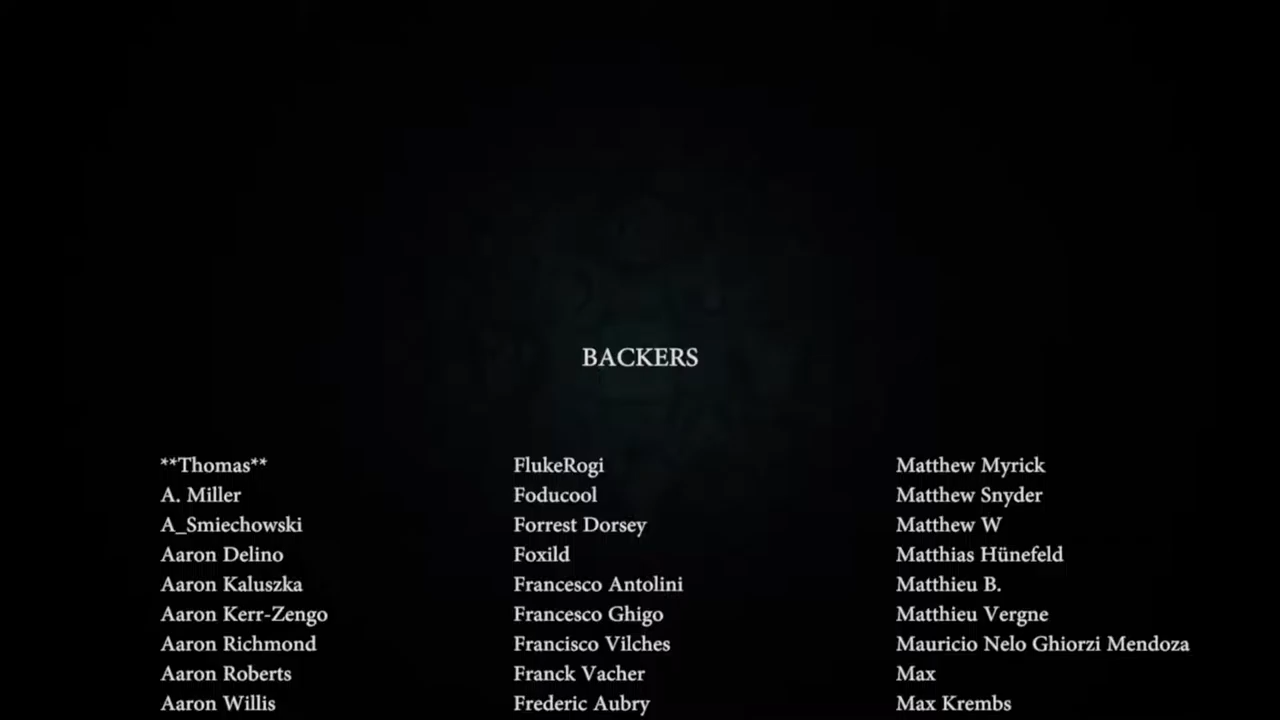 BACKERS
**Thomas**
A. Miller
A_Smiechowski
Aaron Delino
Aaron Kaluszka
Aaron Kerr-Zengo
Aaron Richmond
Aaron Roberts
Aaron Willis
FlukeRogi
Foducool
Forrest Dorsey
Foxild
Francesco Antolini
Francesco Ghigo
Francisco Vilches
Franck Vacher
Frederic Aubry
Matthew Myrick
Matthew Snyder
Matthew W
Matthias Hünefeld
Matthieu B.
Matthieu Vergne
Mauricio Nelo Ghiorzi Mendoza
Max
Max Krembs